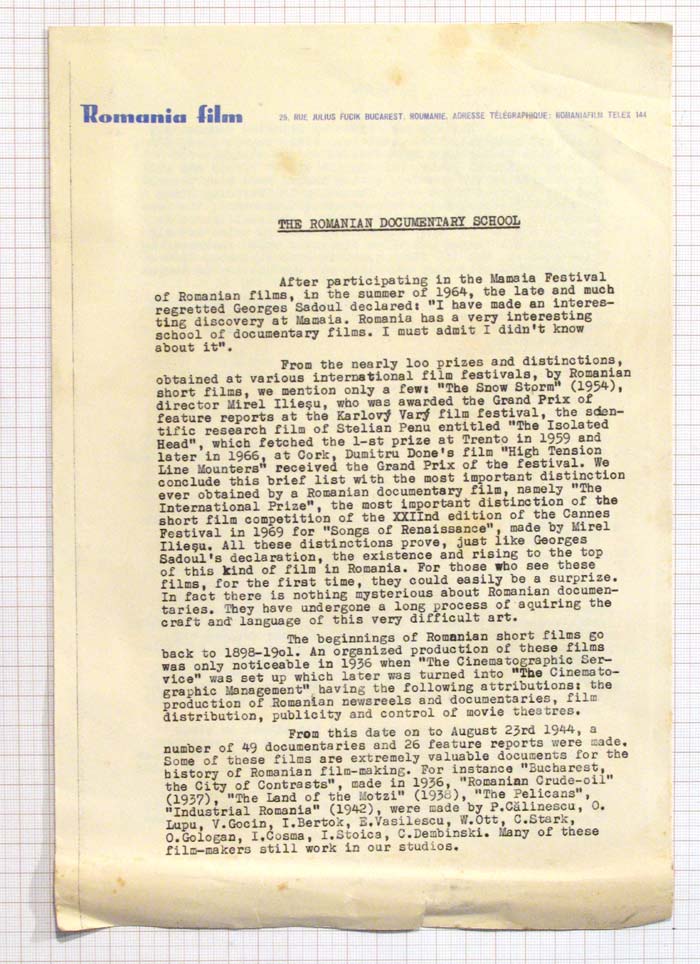 Romania film
25, RUE JULIUS FUCIK BUCAREST. ROUMANIE. ADRESSE TÉLÉGRAPHIQUE: ROMANIAFILM TELEX 144
THE ROMANIAN DOCUMENTARY SCHOOL
After participating in the Mamaia Festival
of Romanian films, in the summer of 1964, the late and much
regretted Georges Sadoul declared: "I have made an interes-
ting discovery at Mamaia. Romania has a very interesting
school of documentary films. I must admit I didn't know
about it".
From the nearly loo prizes and distinctions,
obtained at various international film festivals, by Romanian
short films, we mention only a few: "The Snow Storm" (1954),
director Mirel Ilieşu, who was awarded the Grand Prix of
feature reports at the Karlový Varý film festival, the scien-
tific research film of Stelian Penu entitled "The Isolated
Head", which fetched the l-st prize at Trento in 1959 and
later in 1966, at Cork, Dumitru Done's film "High Tension
Line Mounters" received the Grand Prix of the festival. We
conclude this brief list with the most important distinction
ever obtained by a Romanian documentary film, namely "The
International Prize", the most important distinction of the
short film competition of the XXIInd edition of the Cannes
Festival in 1969 for "Songs of Renaissance", made by Mirel
Ilieşu. All these distinctions prove, just like Georges
Sadoul's declaration, the existence and rising to the top
of this kind of film in Romania. For those who see these
films, for the first time, they could easily be a surprize.
In fact there is nothing mysterious about Romanian documen-
taries. They have undergone a long process of aquiring the
craft and language of this very difficult art.
The beginnings of Romanian short films go
back to 1898-19ol. An organized production of these films
was only noticeable in 1936 when "The Cinematographic Ser-
vice" was set up which later was turned into "The Cinemato-
graphic Management" having the following attributions: the
production of Romanian newsreels and documentaries, film
distribution, publicity and control of movie theatres.
From this date on to August 23rd 1944, a
number of 49 documentaries and 26 feature reports were made.
Some of these films are extremely valuable documents for the
history of Romanian film-making. For instance "Bucharest,
the City of Contrasts", made in 1936, "Romanian Crude-oil"
(1937), "The Land of the Motzi" (1938), "The Pelicans",
"Industrial Romania" (1942), were made by P.Călinescu, O.
Lupu, V.Gocin, I.Bertok, E.Vasilescu, W.Ott, C.Stark,
O.Gologan, I.Cosma, I.Stoica, C.Dembinski. Many of these
film-makers still work in our studios.